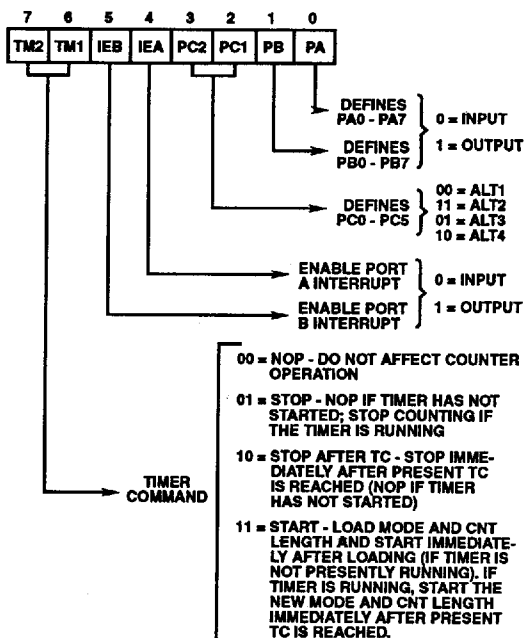 7 6 5 4 3 2 1 0
TM2 TM1 IEB IEA PC2 PC1 PB PA
DEFINES
PA0 - PA7
0 = INPUT
DEFINES
PB0 - PB7
1 = OUTPUT
DEFINES
PC0 - PC5
00 = ALT1
11 = ALT2
01 = ALT3
10 = ALT4
ENABLE PORT
A INTERRUPT
0 = INPUT
ENABLE PORT
B INTERRUPT
1 = OUTPUT
TIMER
COMMAND
00 = NOP - DO NOT AFFECT COUNTER
OPERATION
01 = STOP - NOP IF TIMER HAS NOT
STARTED; STOP COUNTING IF
THE TIMER IS RUNNING
10 = STOP AFTER TC - STOP IMME-
DIATELY AFTER PRESENT TC
IS REACHED (NOP IF TIMER
HAS NOT STARTED)
11 = START - LOAD MODE AND CNT
LENGTH AND START IMMEDIATE-
LY AFTER LOADING (IF TIMER IS
NOT PRESENTLY RUNNING). IF
TIMER IS RUNNING, START THE
NEW MODE AND CNT LENGTH
IMMEDIATELY AFTER PRESENT
TC IS REACHED.